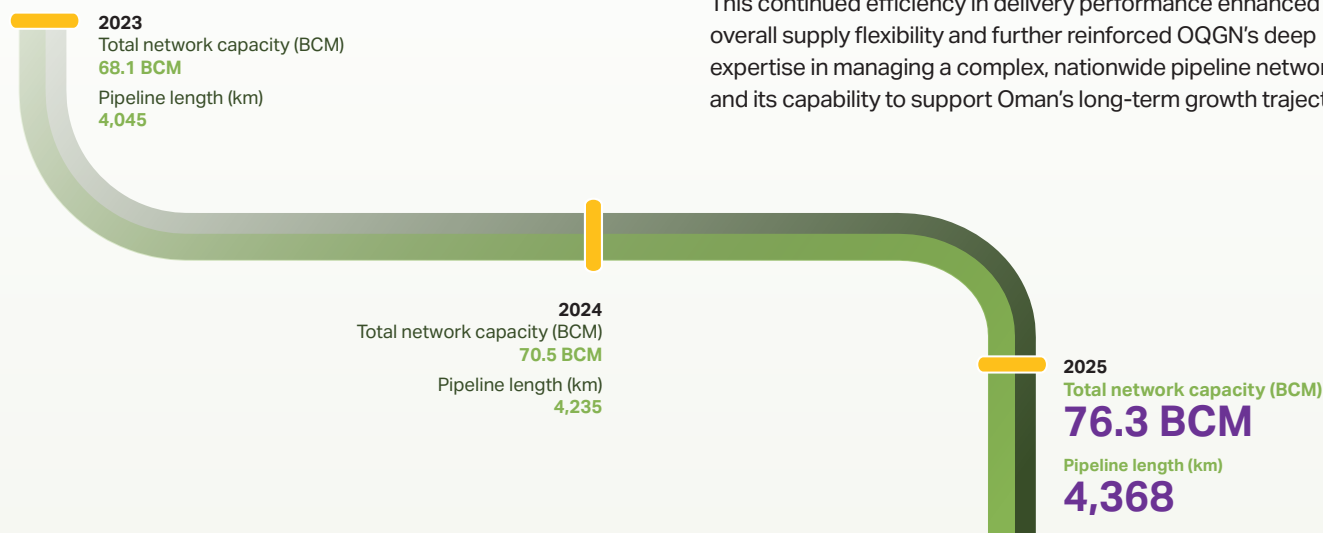 2023
Total network capacity (BCM)
68.1 BCM
Pipeline length (km)
4,045
This continued efficiency in delivery performance enhanced
overall supply flexibility and further reinforced OQGN’s deep
expertise in managing a complex, nationwide pipeline
and its capability to support Oman’s long-term growth
2024
Total network capacity (BCM)
70.5 BCM
Pipeline length (km)
4,235
2025
Total network capacity (BCM)
76.3 BCM
Pipeline length (km)
4,368